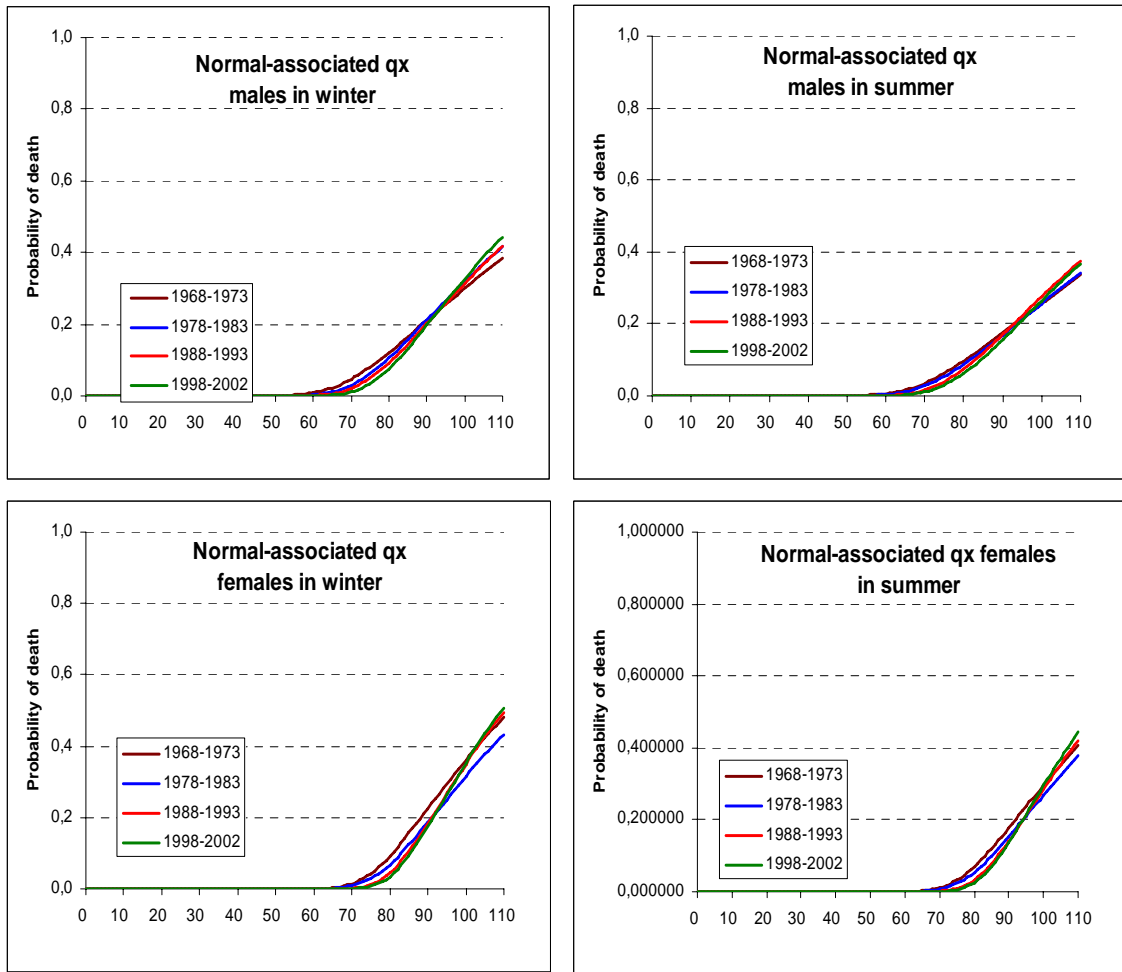 Normal-associated qx
males in winter
Probability of death
1,0
0,8
0,6
0,4
0,2
0,0
1968-1973
1978-1983
1988-1993
1998-2002
0 10 20 30 40 50 60 70 80 90 100 110
Normal-associated qx
males in summer
Probability of death
1,0
0,8
0,6
0,4
0,2
0,0
1968-1973
1978-1983
1988-1993
1998-2002
0 10 20 30 40 50 60 70 80 90 100 110
Normal-associated qx
females in winter
Probability of death
1,0
0,8
0,6
0,4
0,2
0,0
1968-1973
1978-1983
1988-1993
1998-2002
0 10 20 30 40 50 60 70 80 90 100 110
Normal-associated qx females
in summer
Probability of death
1,000000
0,800000
0,600000
0,400000
0,200000
0,000000
1968-1973
1978-1983
1988-1993
1998-2002
0 10 20 30 40 50 60 70 80 90 100 110